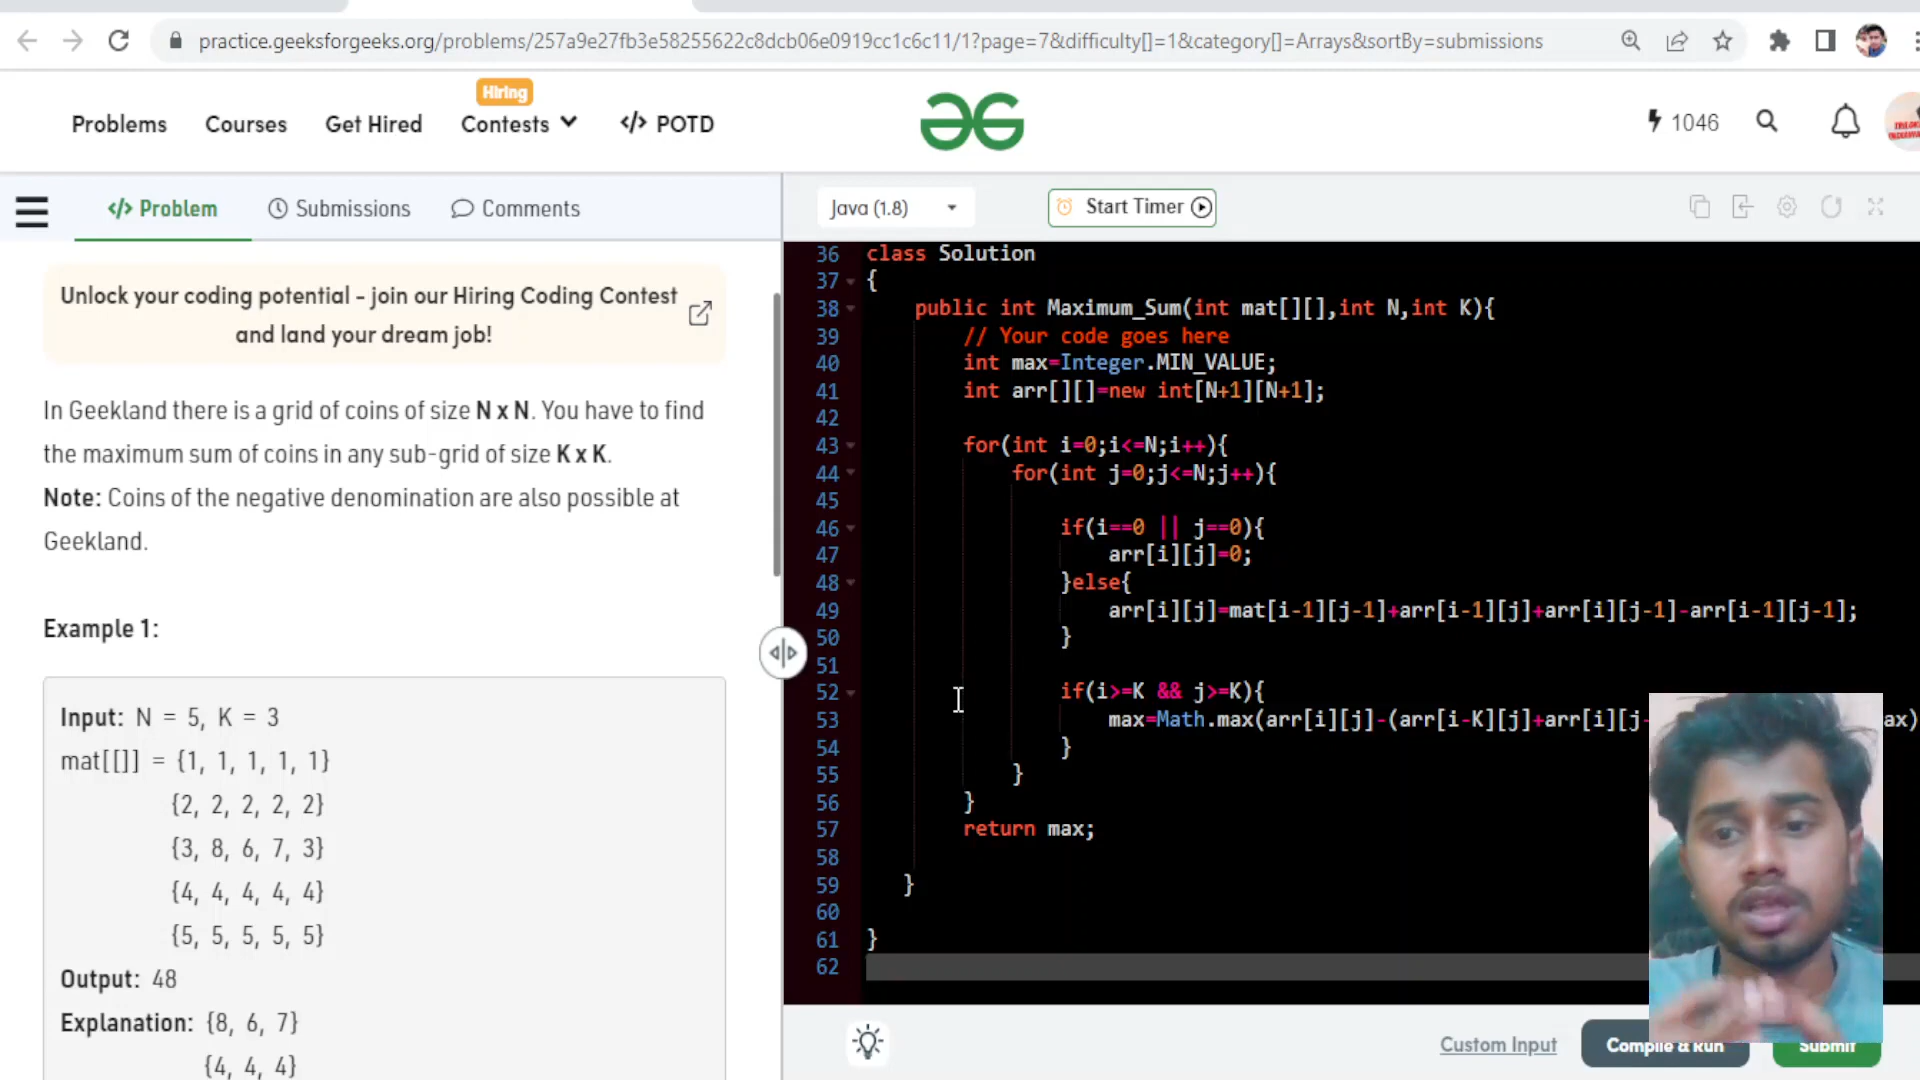 practice.geeksforgeeks.org/problems/257a9e27fb3e58255622c8dcb06e0919cc1c6c11/1?page=7&difficulty[]=1&category[]=Arrays&sortBy=submissions
Problems
Courses
Get Hired
Hiring
Contests
</> POTD
1046
</> Problem
Submissions
Comments
Java (1.8)
Start Timer
Unlock your coding potential - join our Hiring Coding Contest
and land your dream job!
In Geekland there is a grid of coins of size N x N. You have to find
the maximum sum of coins in any sub-grid of size K x K.
Note: Coins of the negative denomination are also possible at
Geekland.
Example 1:
Input: N = 5, K = 3
mat[[]] = {1, 1, 1, 1, 1}
{2, 2, 2, 2, 2}
{3, 8, 6, 7, 3}
{4, 4, 4, 4, 4}
{5, 5, 5, 5, 5}
Output: 48
Explanation: {8, 6, 7}
{4, 4, 4}
36 class Solution
37 {
38 public int Maximum_Sum(int mat[][],int N,int K){
39 // Your code goes here
40 int max=Integer.MIN_VALUE;
41 int arr[][]=new int[N+1][N+1];
42
43 for(int i=0;i<=N;i++){
44 for(int j=0;j<=N;j++){
45
46 if(i==0 || j==0){
47 arr[i][j]=0;
48 }else{
49 arr[i][j]=mat[i-1][j-1]+arr[i-1][j]+arr[i][j-1]-arr[i-1][j-1];
50 }
51
52 if(i>=K && j>=K){
53 max=Math.max(arr[i][j]-(arr[i-K][j]+arr[i][j- ax)
54 }
55 }
56 }
57 return max;
58
59 }
60
61 }
62
Custom Input
Compile & Run
Submit